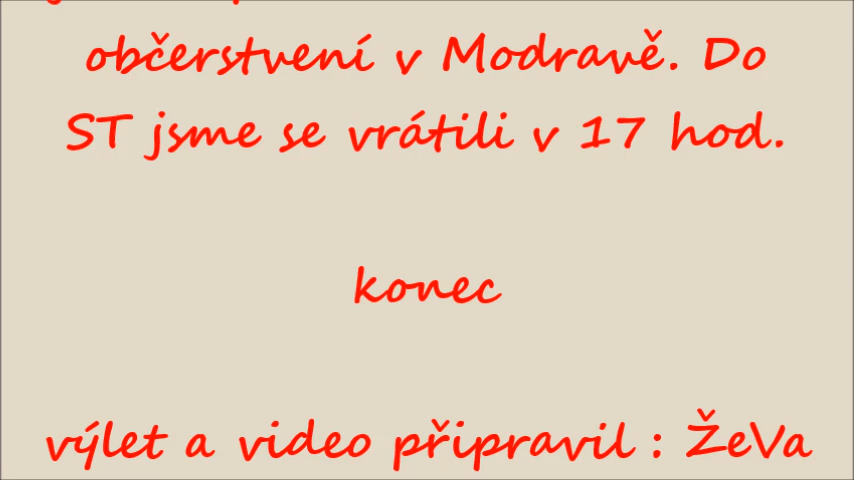 občerstvení v Modravě. Do
ST jsme se vrátili v 17 hod.
konec
výlet a video připravil : ŽeVa